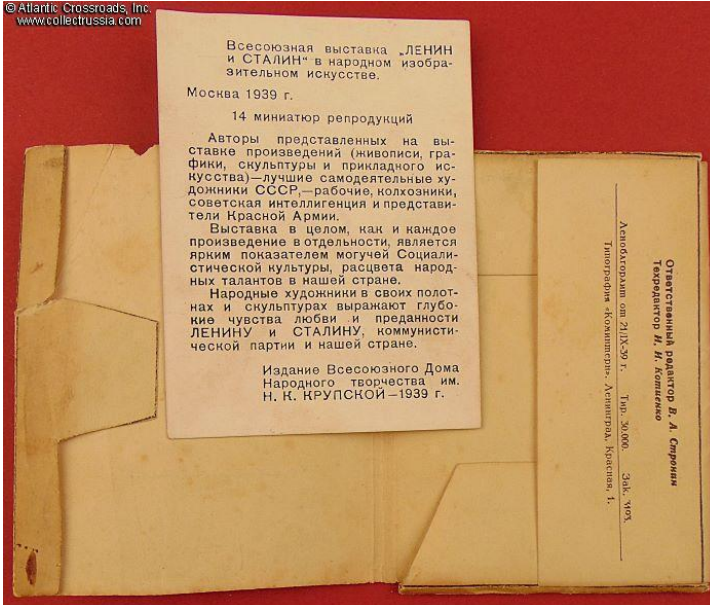 © Atlantic Crossroads, Inc.
www.collectrussia.com
Всесоюзная выставка „ЛЕНИН
и СТАЛИН“ в народном изобра-
зительном искусстве.
Москва 1939 г.
14 миниатюр репродукций
Авторы представленных на вы-
ставке произведений (живописи, гра-
фики, скульптуры и прикладного ис-
кусства)—лучшие самодеятельные ху-
дожники СССР,—рабочие, колхозники,
советская интеллигенция и представи-
тели Красной Армии.
Выставка в целом, как и каждое
произведение в отдельности, является
ярким показателем могучей Социали-
стической культуры, расцвета народ-
ных талантов в нашей стране.
Народные художники в своих полот-
нах и скульптурах выражают глубо-
кие чувства любви и преданности
ЛЕНИНУ и СТАЛИНУ, коммунисти-
ческой партии и нашей стране.
Издание Всесоюзного Дома
Народного творчества им.
Н. К. КРУПСКОЙ—1939 г.
Ответственный редактор В. А. Стронин
Техредактор И. И. Котиенко
Леноблгорлит от 21/IX-39 г. Тир. 30.000. Зак.
Типография «Коминтерн». Ленинград, Красная, 1.